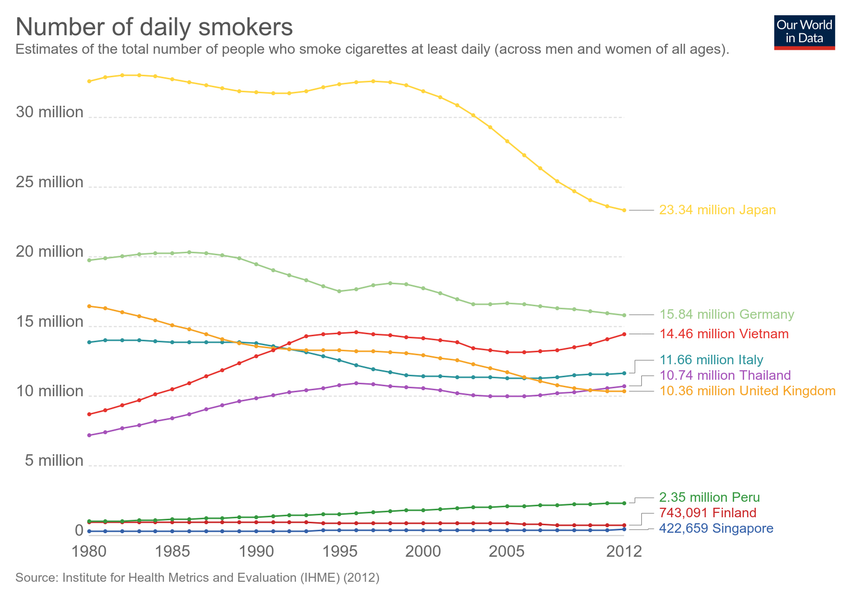 Number of daily smokers
Estimates of the total number of people who smoke cigarettes at least daily (across men and women of all ages).
Our World
in Data
30 million
25 million
20 million
15 million
10 million
5 million
0
23.34 million Japan
15.84 million Germany
14.46 million Vietnam
11.66 million Italy
10.74 million Thailand
10.36 million United Kingdom
2.35 million Peru
743,091 Finland
422,659 Singapore
1980
1985
1990
1995
2000
2005
2012
Source: Institute for Health Metrics and Evaluation (IHME) (2012)